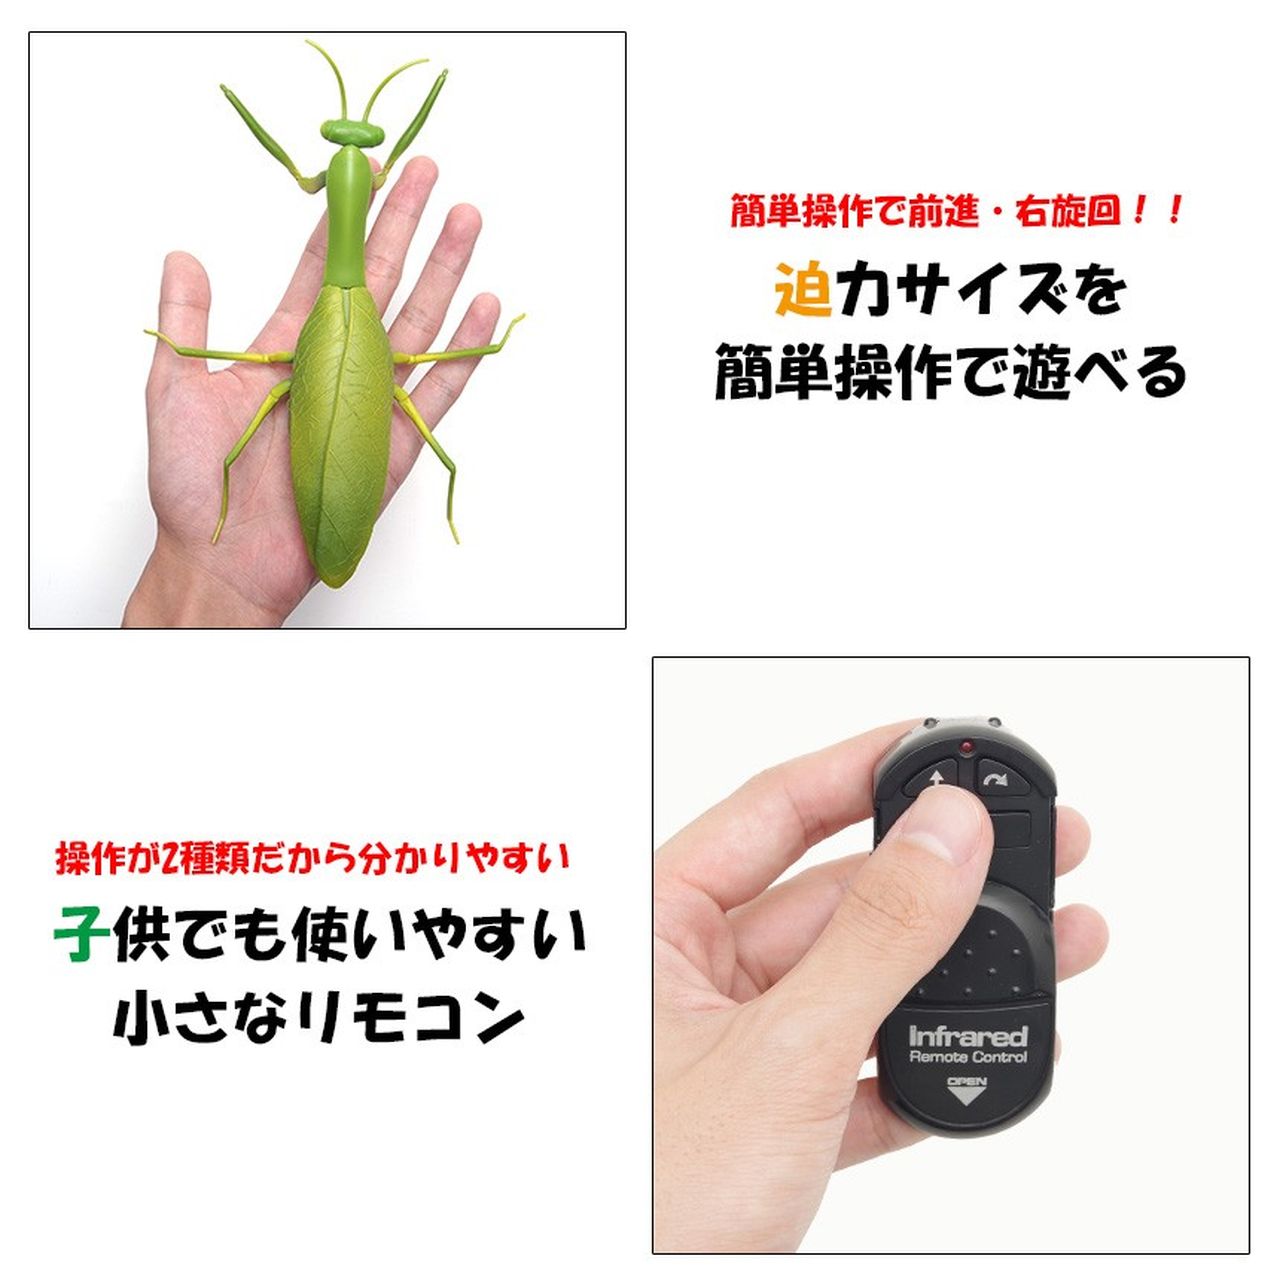 簡単操作で前進・右旋回！！
迫力サイズを
簡単操作で遊べる
操作が2種類だから分かりやすい
子供でも使いやすい
小さなリモコン
Infrared
Remote Control
OPEN